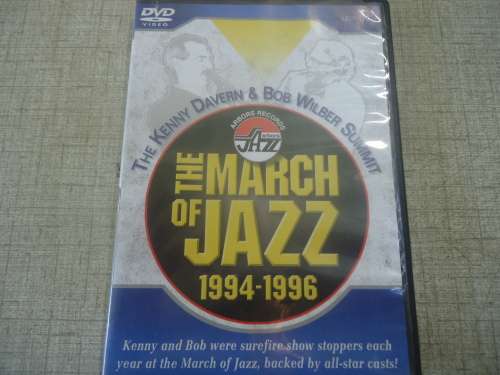 DVD
VIDEO
THE KENNY DAVERN & BOB WILBER SUMMIT
ARBORS RECORDS
arbors
JAZZ
THE MARCH
OF JAZZ
1994-1996
Kenny and Bob were surefire show stoppers each
year at the March of Jazz, backed by all-star casts!